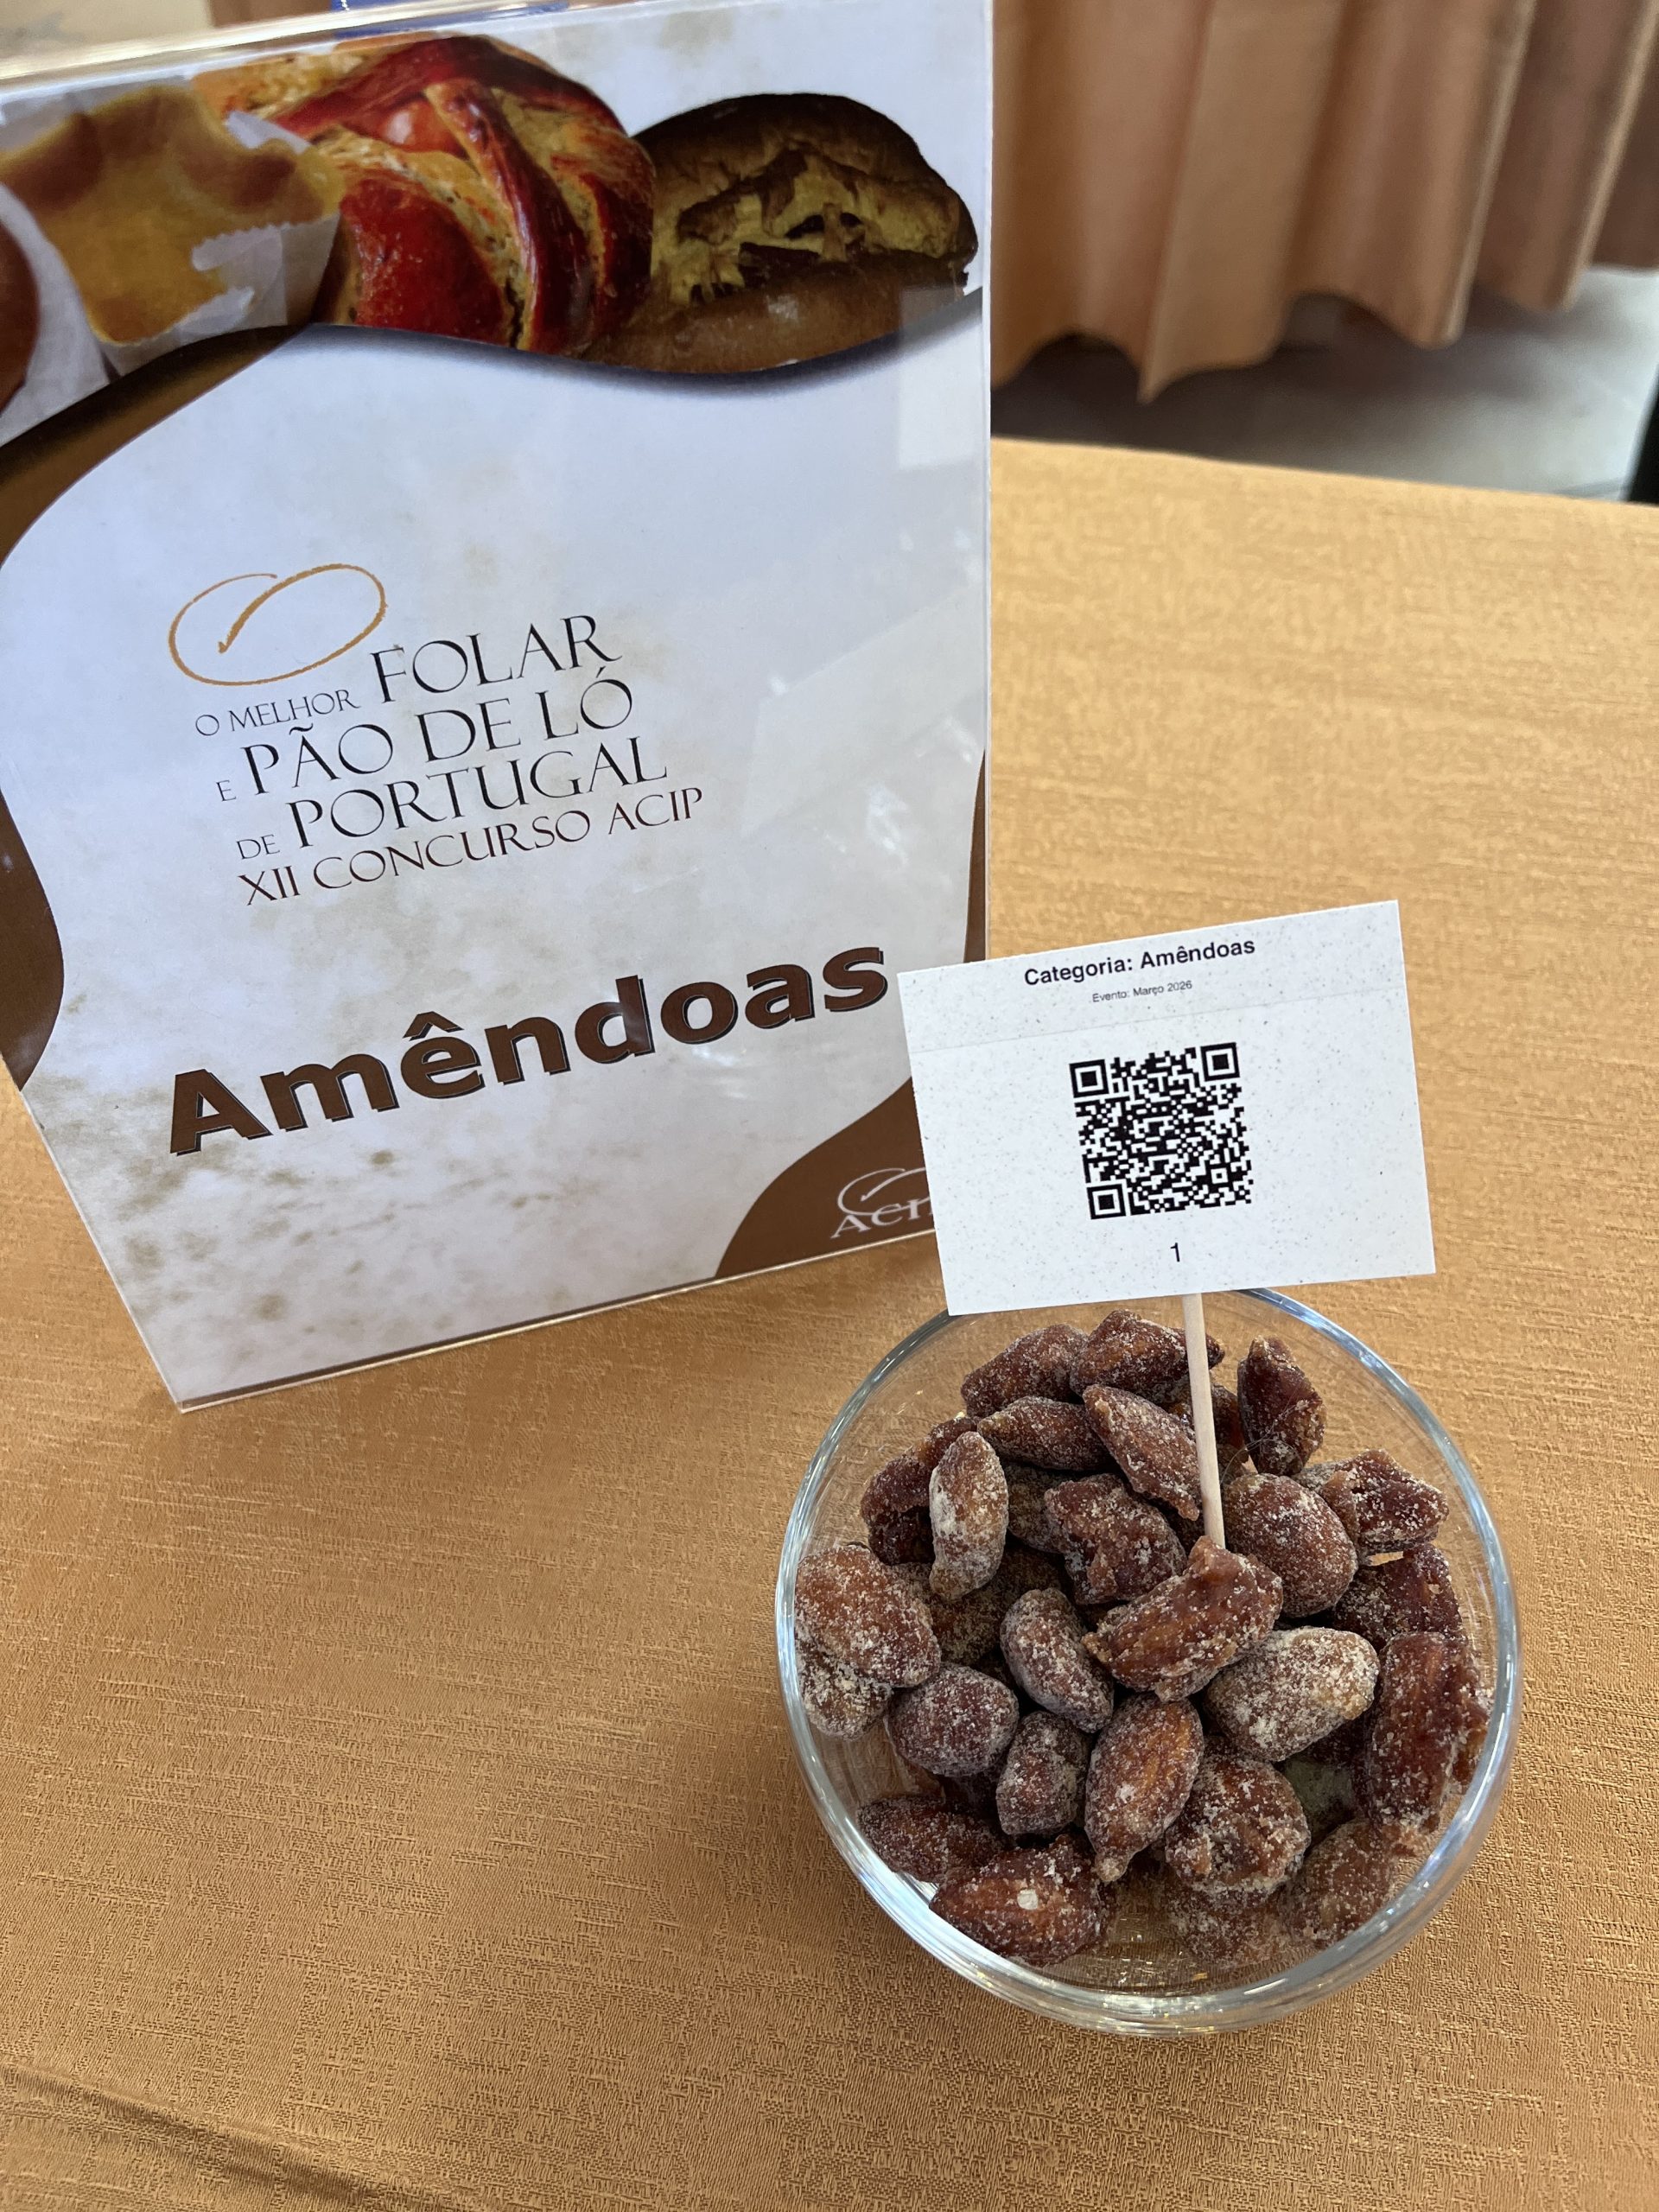 O MELHOR FOLAR
E PÃO DE LÓ
DE PORTUGAL
XII CONCURSO ACIP
Amêndoas
Categoria: Amêndoas
Evento: Março 2026
1